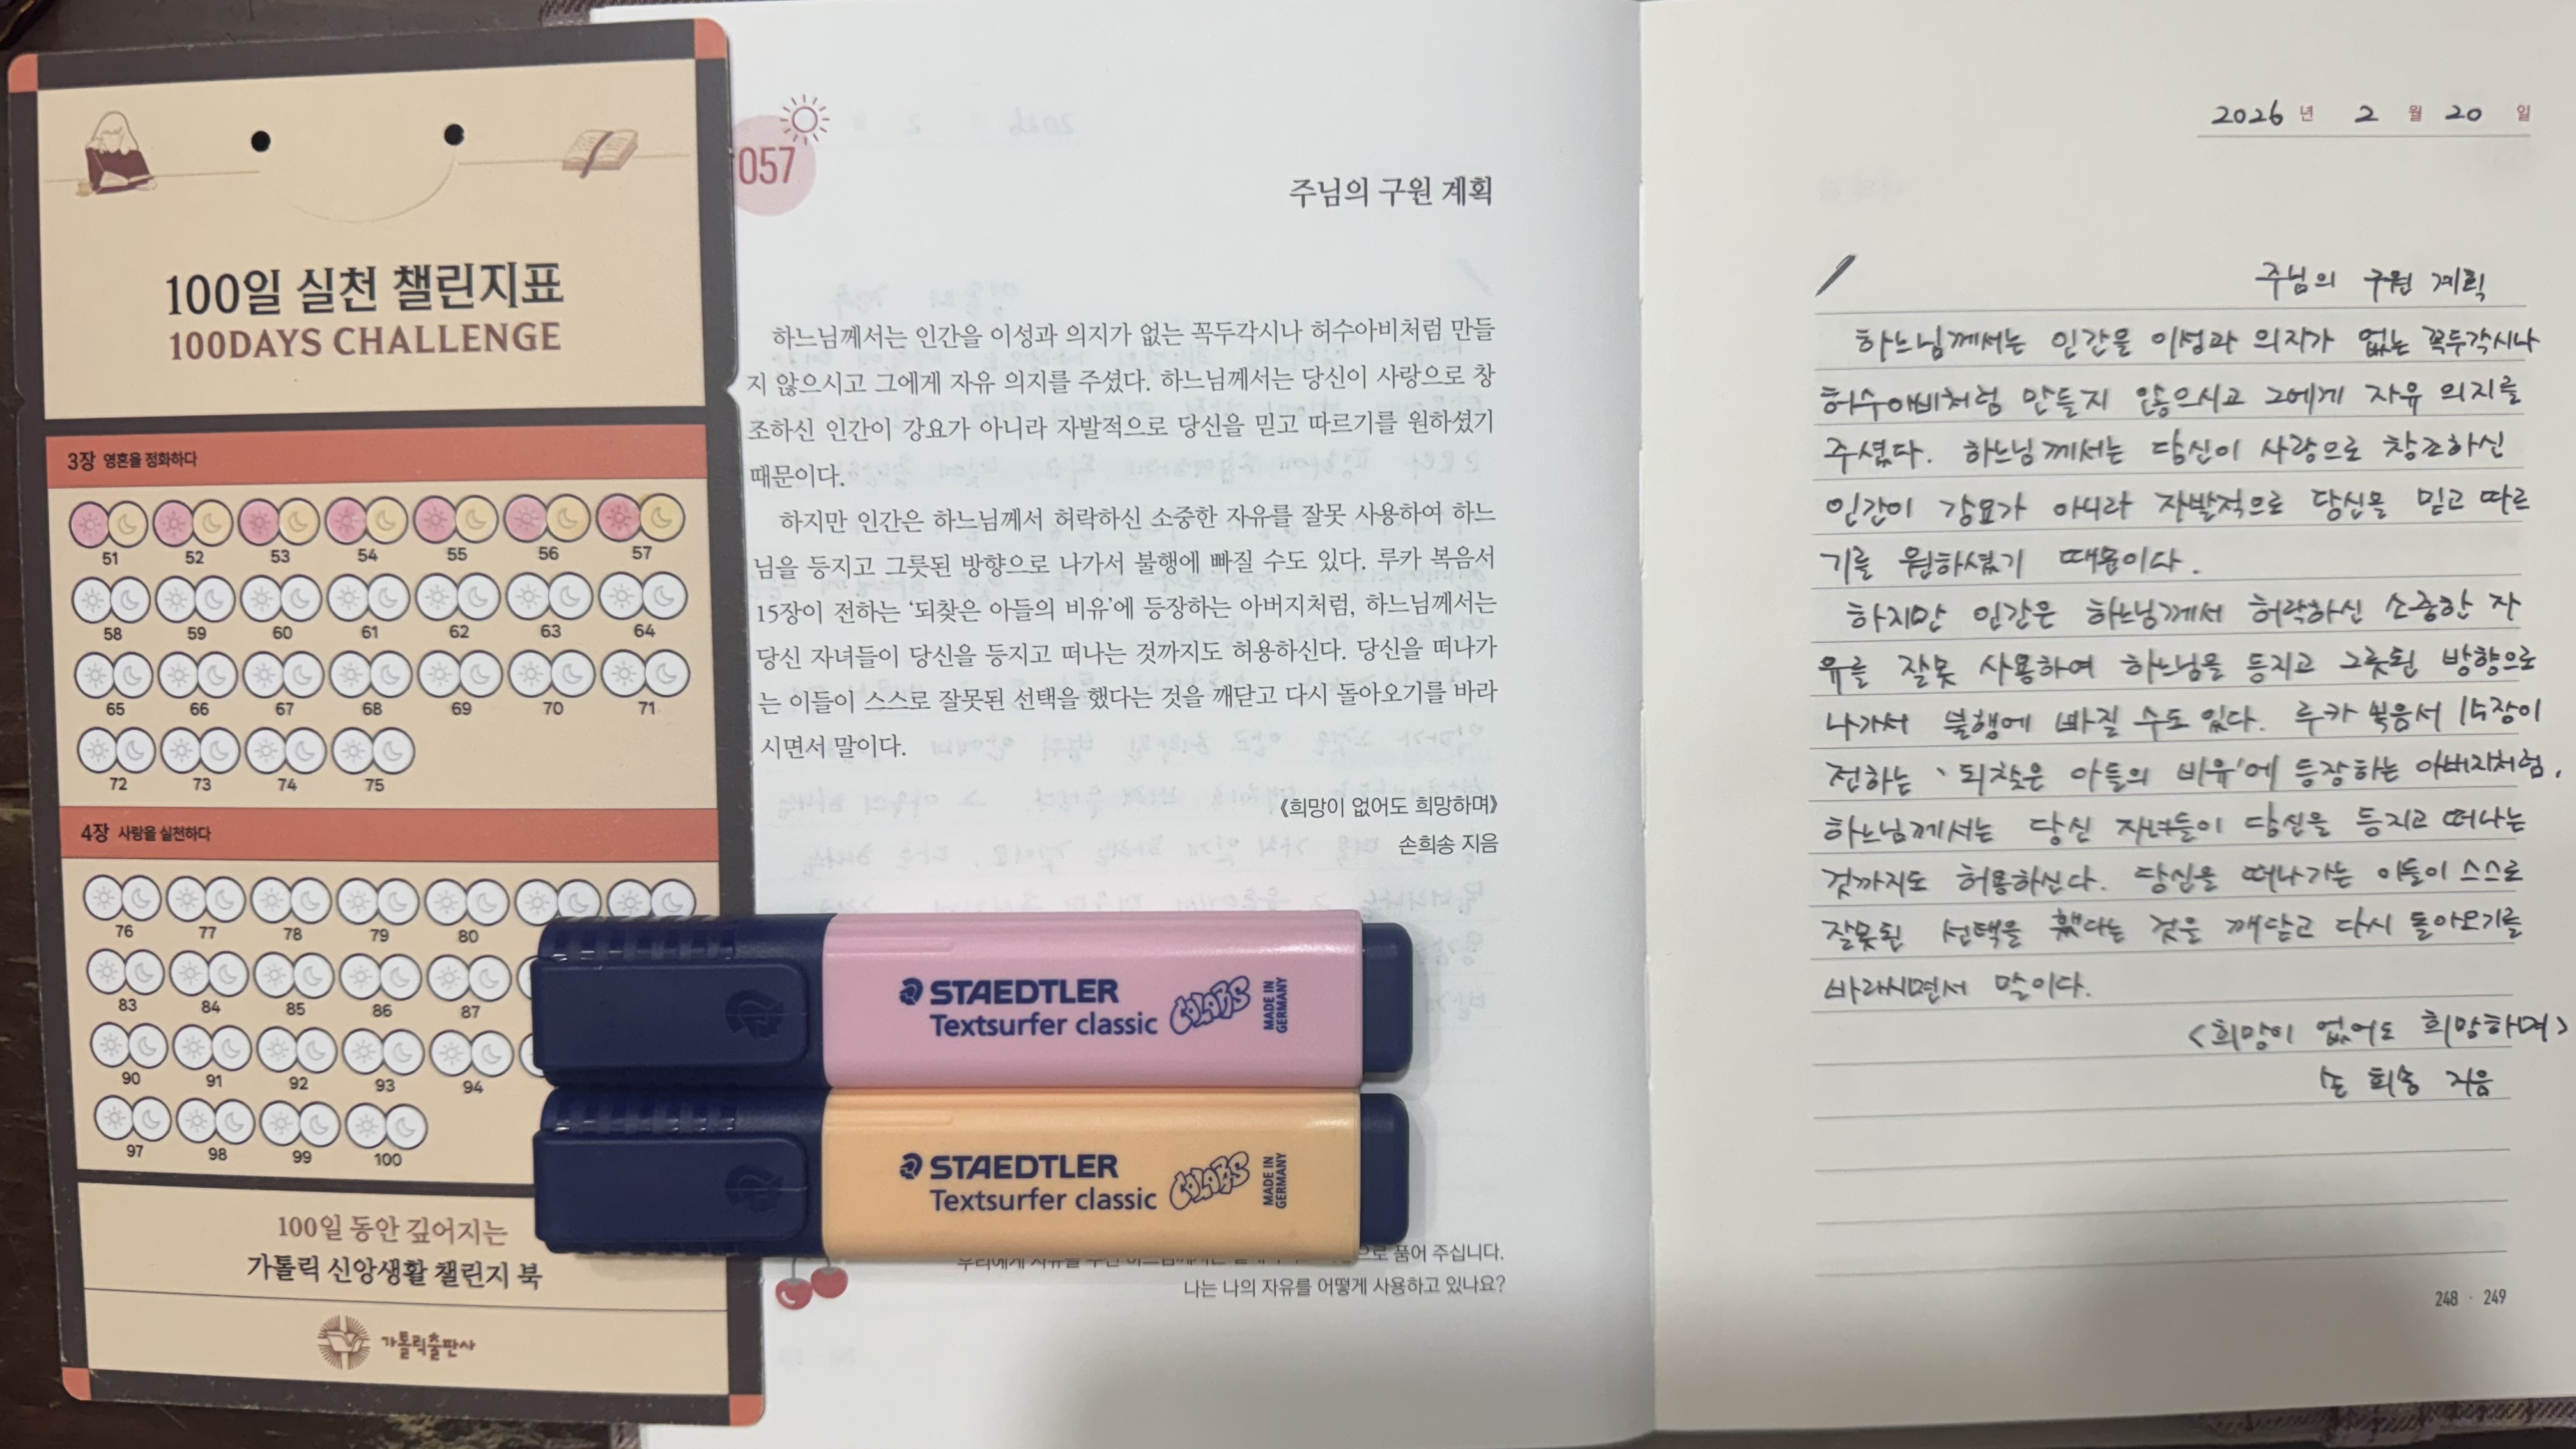 100일 실천 챌린지표
100DAYS CHALLENGE
3장 영혼을 정화하다
51 52 53 54 55 56 57
58 59 60 61 62 63 64
65 66 67 68 69 70 71
72 73 74 75
4장 사랑을 실천하다
76 77 78 79 80
83 84 85 86 87
90 91 92 93 94
97 98 99 100
100일 동안 깊어지는
가톨릭 신앙생활 챌린지 북
가톨릭출판사
057
주님의 구원 계획
하느님께서는 인간을 이성과 의지가 없는 꼭두각시나 허수아비처럼 만들
지 않으시고 그에게 자유 의지를 주셨다. 하느님께서는 당신이 사랑으로 창
조하신 인간이 강요가 아니라 자발적으로 당신을 믿고 따르기를 원하셨기
때문이다.
하지만 인간은 하느님께서 허락하신 소중한 자유를 잘못 사용하여 하느
님을 등지고 그릇된 방향으로 나가서 불행에 빠질 수도 있다. 루카 복음서
15장이 전하는 ‘되찾은 아들의 비유’에 등장하는 아버지처럼, 하느님께서는
당신 자녀들이 당신을 등지고 떠나는 것까지도 허용하신다. 당신을 떠나가
는 이들이 스스로 잘못된 선택을 했다는 것을 깨닫고 다시 돌아오기를 바라
시면서 말이다.
《희망이 없어도 희망하며》
손희송 지음
STAEDTLER
Textsurfer classic COLORS MADE IN GERMANY
STAEDTLER
Textsurfer classic COLORS MADE IN GERMANY
품어 주십니다.
나는 나의 자유를 어떻게 사용하고 있나요?
2026 년 2 월 20 일
주님의 구원 계획
하느님께서는 인간을 이성과 의지가 없는 꼭두각시나
허수아비처럼 만들지 않으시고 그에게 자유 의지를
주셨다. 하느님께서는 당신이 사랑으로 창조하신
인간이 강요가 아니라 자발적으로 당신을 믿고 따르
기를 원하셨기 때문이다.
하지만 인간은 하느님께서 허락하신 소중한 자
유를 잘못 사용하여 하느님을 등지고 그릇된 방향으로
나가서 불행에 빠질 수도 있다. 루카 복음서 15장이
전하는 ‘되찾은 아들의 비유’에 등장하는 아버지처럼,
하느님께서는 당신 자녀들이 당신을 등지고 떠나는
것까지도 허용하신다. 당신을 떠나가는 이들이 스스로
잘못된 선택을 했다는 것을 깨닫고 다시 돌아오기를
바라시면서 말이다.
<희망이 없어도 희망하며>
손희송 지음
248 · 249